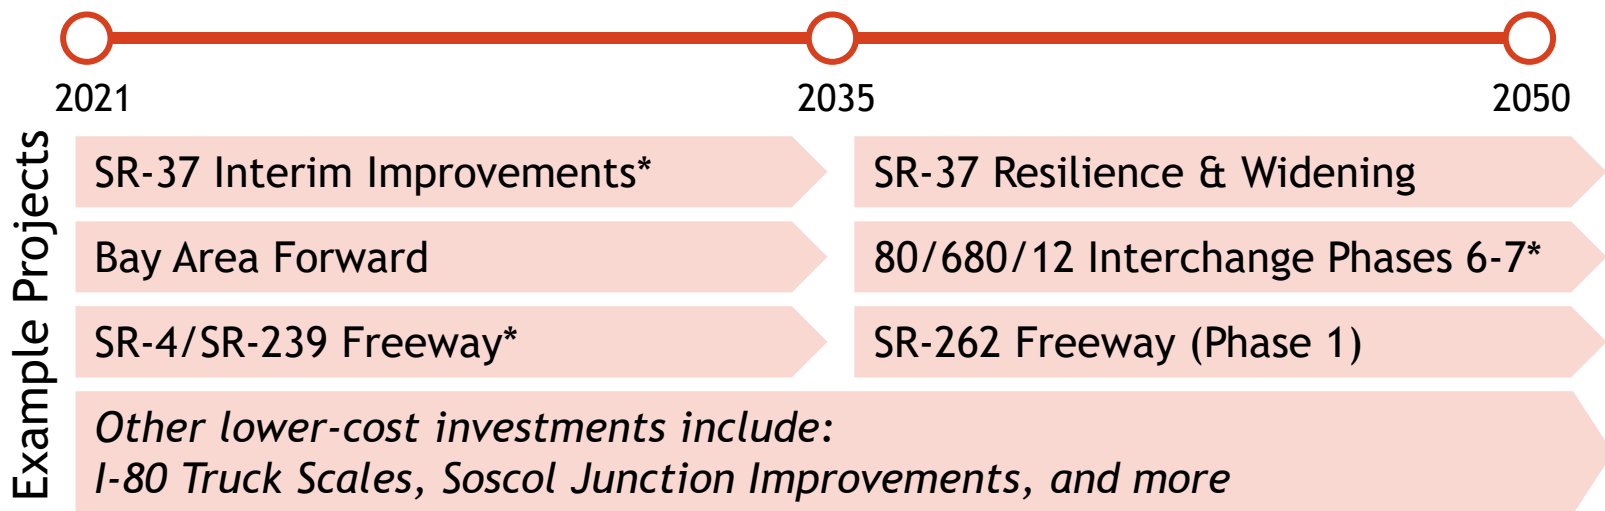 2021
2035
2050
Example Projects
SR-37 Interim Improvements*
SR-37 Resilience & Widening
Bay Area Forward
80/680/12 Interchange Phases 6-7*
SR-4/SR-239 Freeway*
SR-262 Freeway (Phase 1)
Other lower-cost investments include:
I-80 Truck Scales, Soscol Junction Improvements, and more